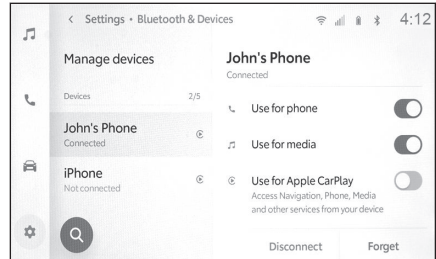 < Settings • Bluetooth & Devices
4:12
Manage devices
Devices 2/5
John's Phone
Connected
iPhone
Not connected
John's Phone
Connected
Use for phone
Use for media
Use for Apple CarPlay
Access Navigation, Phone, Media
and other services from your device
Disconnect Forget